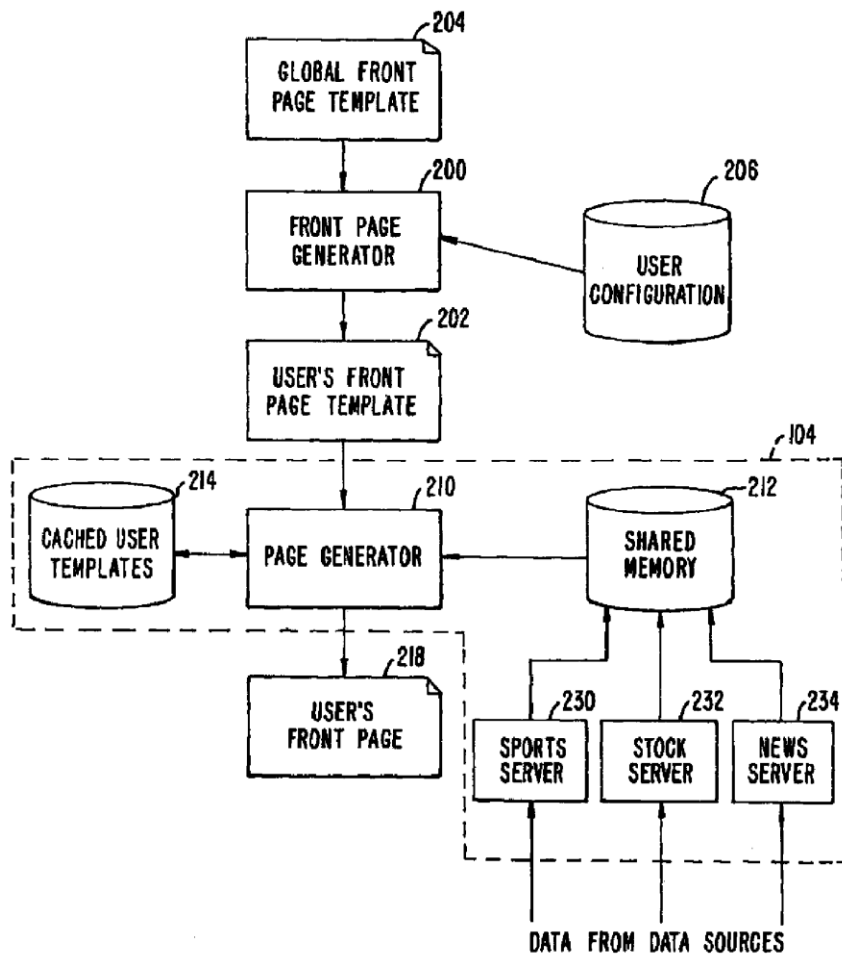 204
GLOBAL FRONT
PAGE TEMPLATE
200
FRONT PAGE
GENERATOR
206
USER
CONFIGURATION
202
USER'S FRONT
PAGE TEMPLATE
104
214
CACHED USER
TEMPLATES
210
PAGE GENERATOR
212
SHARED
MEMORY
218
USER'S
FRONT PAGE
230
SPORTS
SERVER
232
STOCK
SERVER
234
NEWS
SERVER
DATA FROM DATA SOURCES